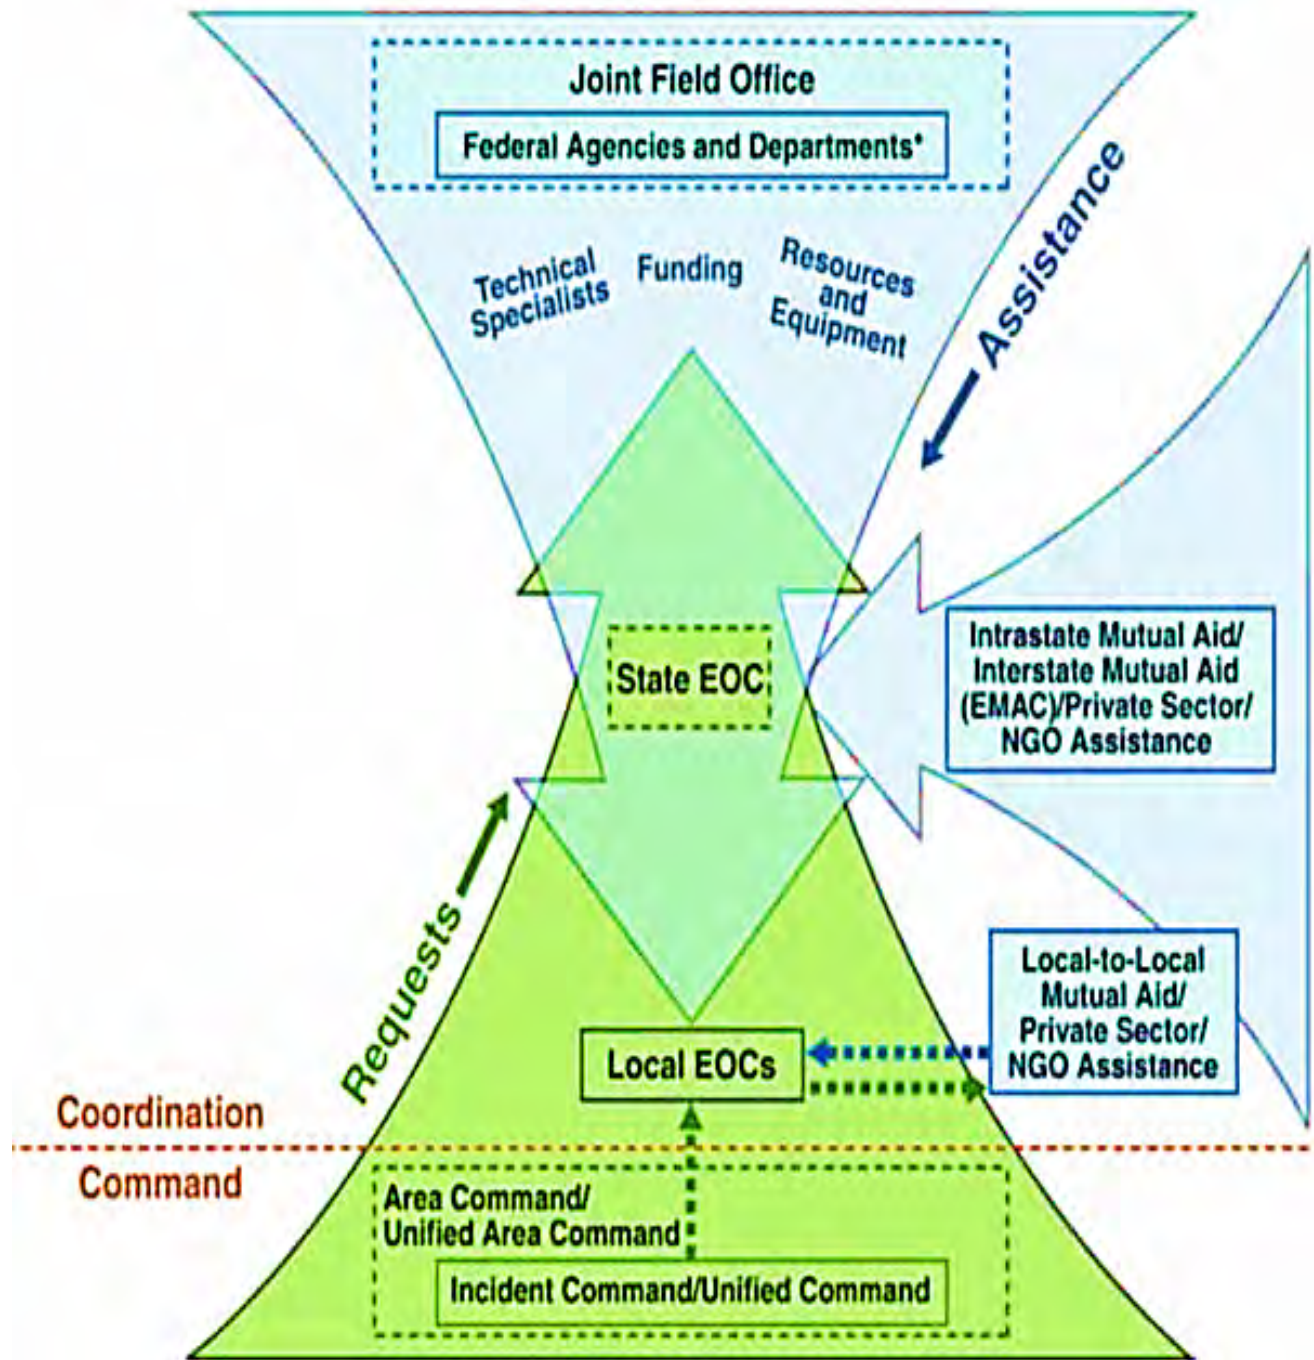 Joint Field Office
Federal Agencies and Departments*
Assistance
Technical
Specialists
Funding
Resources
and
Equipment
State EOC
Intrastate Mutual Aid/
Interstate Mutual Aid
(EMAC)/Private Sector/
NGO Assistance
Requests
Local-to-Local
Mutual Aid/
Private Sector/
NGO Assistance
Local EOCs
Coordination
Command
Area Command/
Unified Area Command
Incident Command/Unified Command